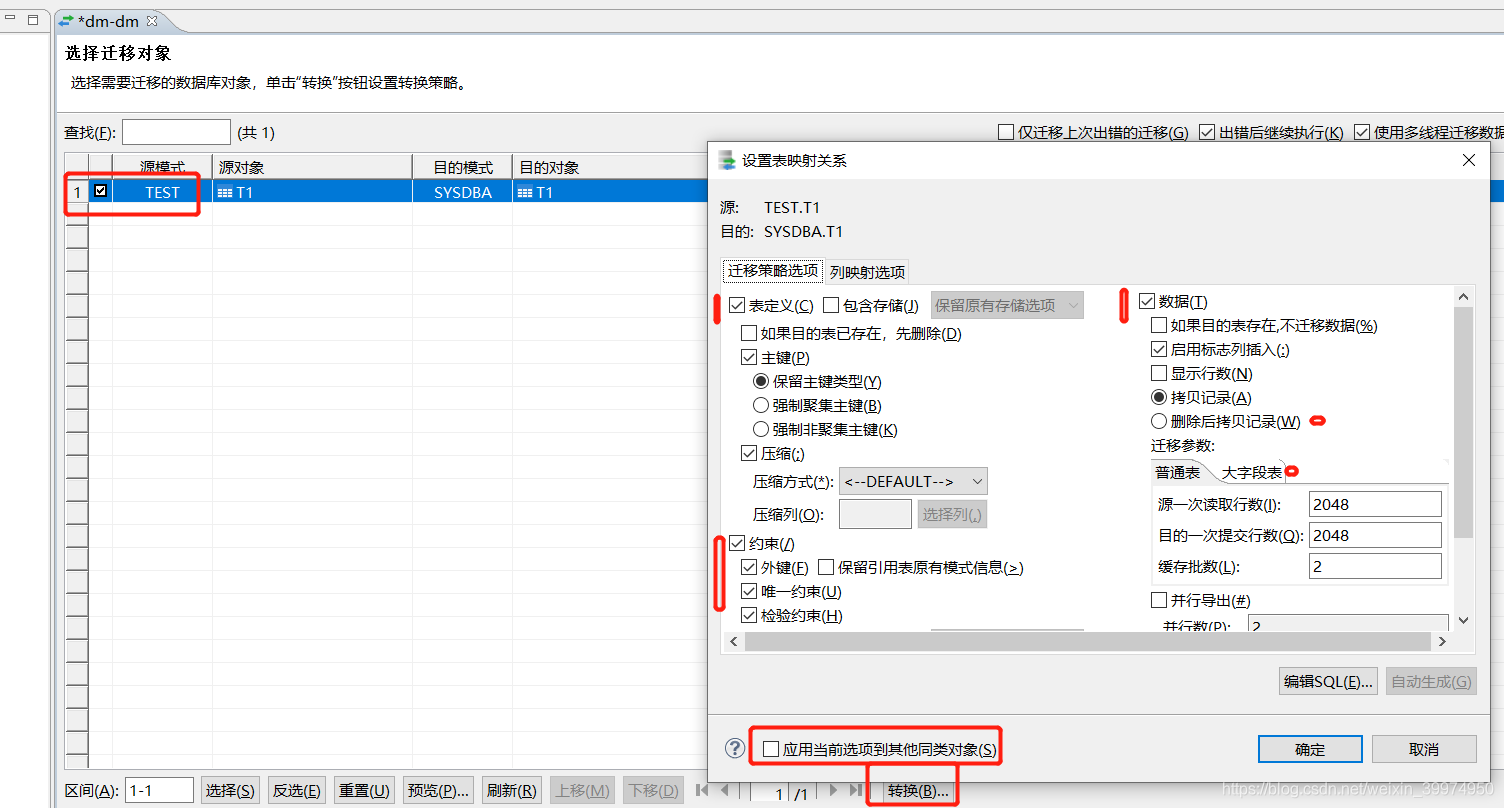 *dm-dm
选择迁移对象
选择需要迁移的数据库对象，单击“转换”按钮设置转换策略。
查找(F): (共 1) 仅迁移上次出错的迁移(G) 出错后继续执行(K) 使用多线程迁移数据
源模式 源对象 目的模式 目的对象
1 TEST T1 SYSDBA T1
设置表映射关系
源: TEST.T1
目的: SYSDBA.T1
迁移策略选项 列映射选项
表定义(C) 包含存储(J) 保留原有存储选项
如果目的表已存在，先删除(D)
主键(P)
保留主键类型(Y)
强制聚集主键(B)
强制非聚集主键(K)
压缩(;)
压缩方式(*): <--DEFAULT-->
压缩列(O): 选择列(,)
约束(/)
外键(F) 保留引用表原有模式信息(>)
唯一约束(U)
检验约束(H)
数据(T)
如果目的表存在,不迁移数据(%)
启用标志列插入(:)
显示行数(N)
拷贝记录(A)
删除后拷贝记录(W)
迁移参数:
普通表 大字段表
源一次读取行数(I): 2048
目的一次提交行数(Q): 2048
缓存批数(L): 2
并行导出(#)
并行数(P): 2
编辑SQL(E)... 自动生成(G)
应用当前选项到其他同类对象(S) 确定 取消
区间(A): 1-1 选择(S) 反选(E) 重置(U) 预览(P)... 刷新(R) 上移(M) 下移(D) 1 /1 转换(B)...
https://blog.csdn.net/weixin_39974950